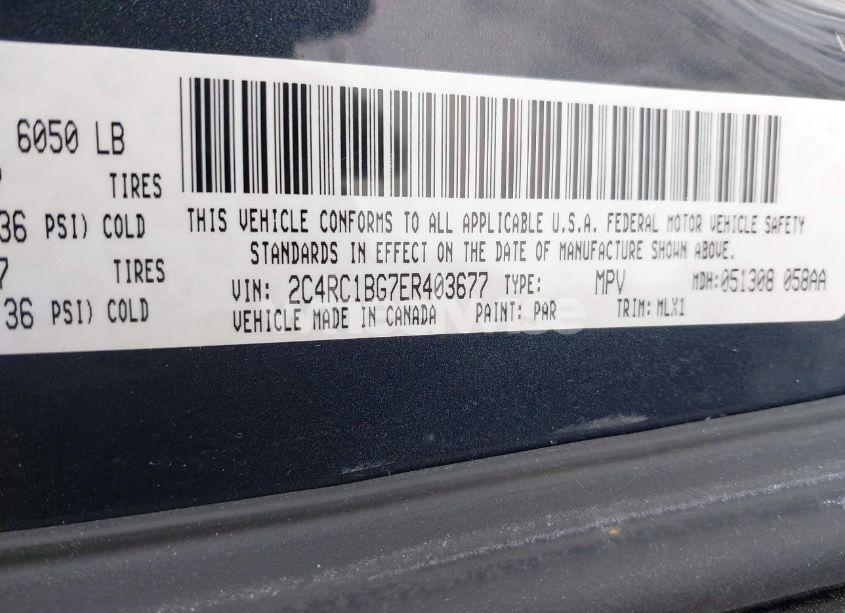 6050 LB
TIRES
36 PSI) COLD
7 TIRES
36 PSI) COLD
THIS VEHICLE CONFORMS TO ALL APPLICABLE U.S.A. FEDERAL MOTOR VEHICLE SAFETY
STANDARDS IN EFFECT ON THE DATE OF MANUFACTURE SHOWN ABOVE.
VIN: 2C4RC1BG7ER403677 TYPE: MPV MDH:051308 058AA
VEHICLE MADE IN CANADA PAINT: PAR TRIM: MLX1